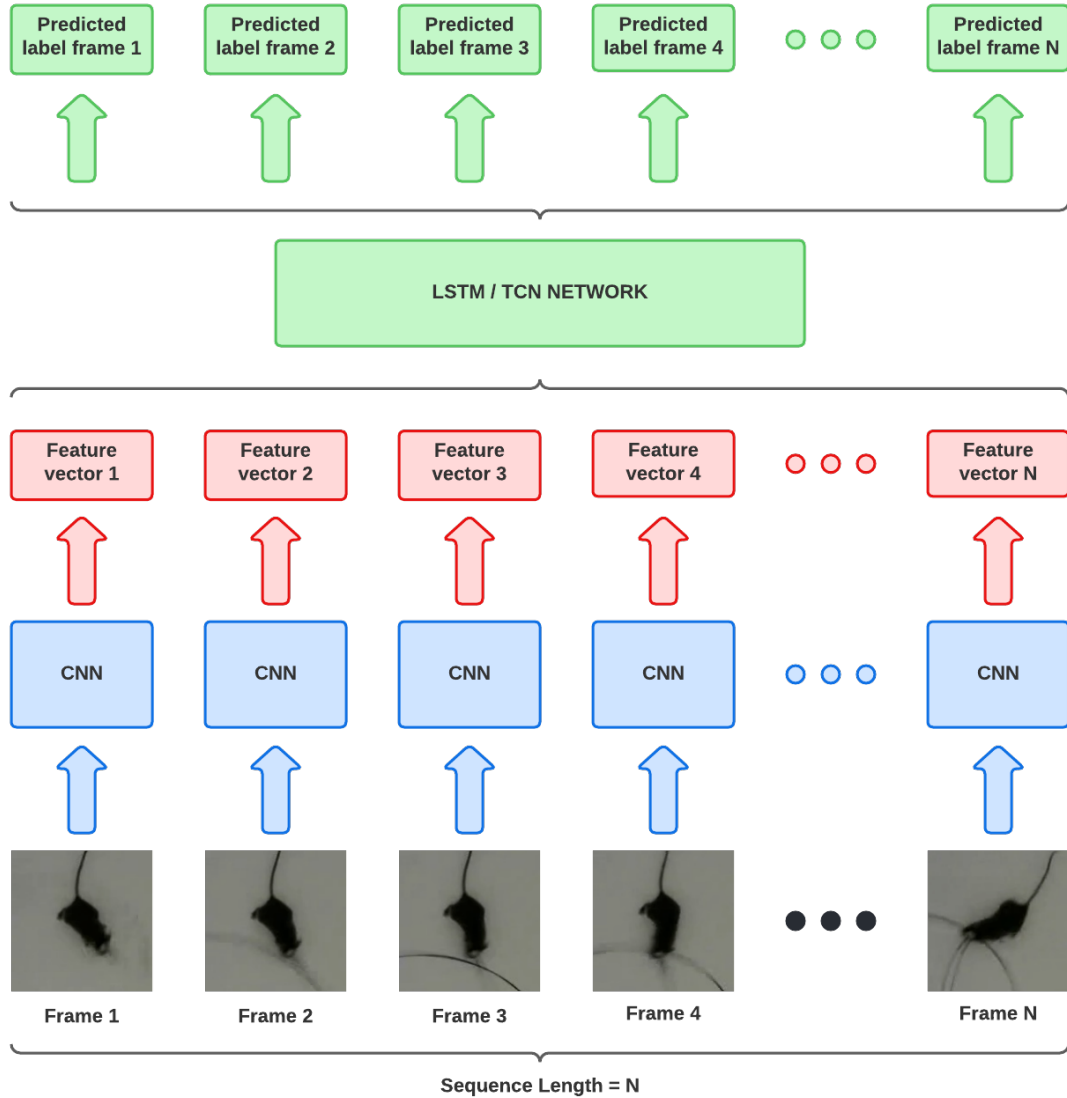 Predicted
label frame 1
Predicted
label frame 2
Predicted
label frame 3
Predicted
label frame 4
Predicted
label frame N
LSTM / TCN NETWORK
Feature
vector 1
Feature
vector 2
Feature
vector 3
Feature
vector 4
Feature
vector N
CNN
CNN
CNN
CNN
CNN
Frame 1
Frame 2
Frame 3
Frame 4
Frame N
Sequence Length = N